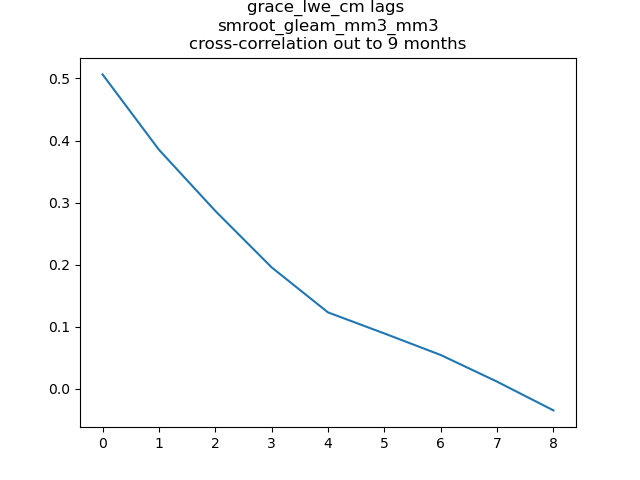 grace_lwe_cm lags
smroot_gleam_mm3_mm3
cross-correlation out to 9 months
0.5
0.4
0.3
0.2
0.1
0.0
0 1 2 3 4 5 6 7 8